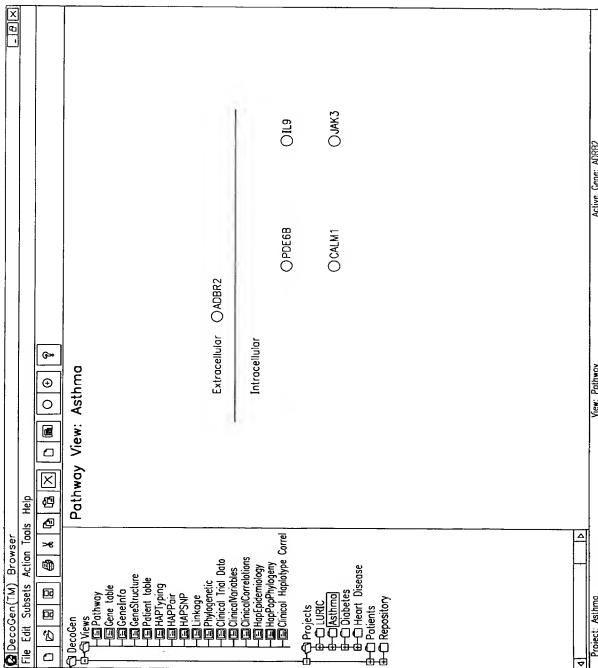 DecoGen(TM) Browser
File Edit Subsets Action Tools Help
DecoGen
Views
Pathway
Gene table
GeneInfo
GeneStructure
Patient table
HAPTyping
HAPPair
HAPSNP
Linkage
Phylogenetic
Clinical Trial Data
ClinicalVariables
ClinicalCorrelations
HapEpidemiology
HapPopPhylogeny
Clinical Haplotype Correl
Projects
LURIC
Asthma
Diabetes
Heart Disease
Patients
Repository
Pathway View: Asthma
Extracellular
ADBR2
Intracellular
PDE6B
IL9
CALM1
JAK3
Project: Asthma
View: Pathway
Active Gene: ADRB2